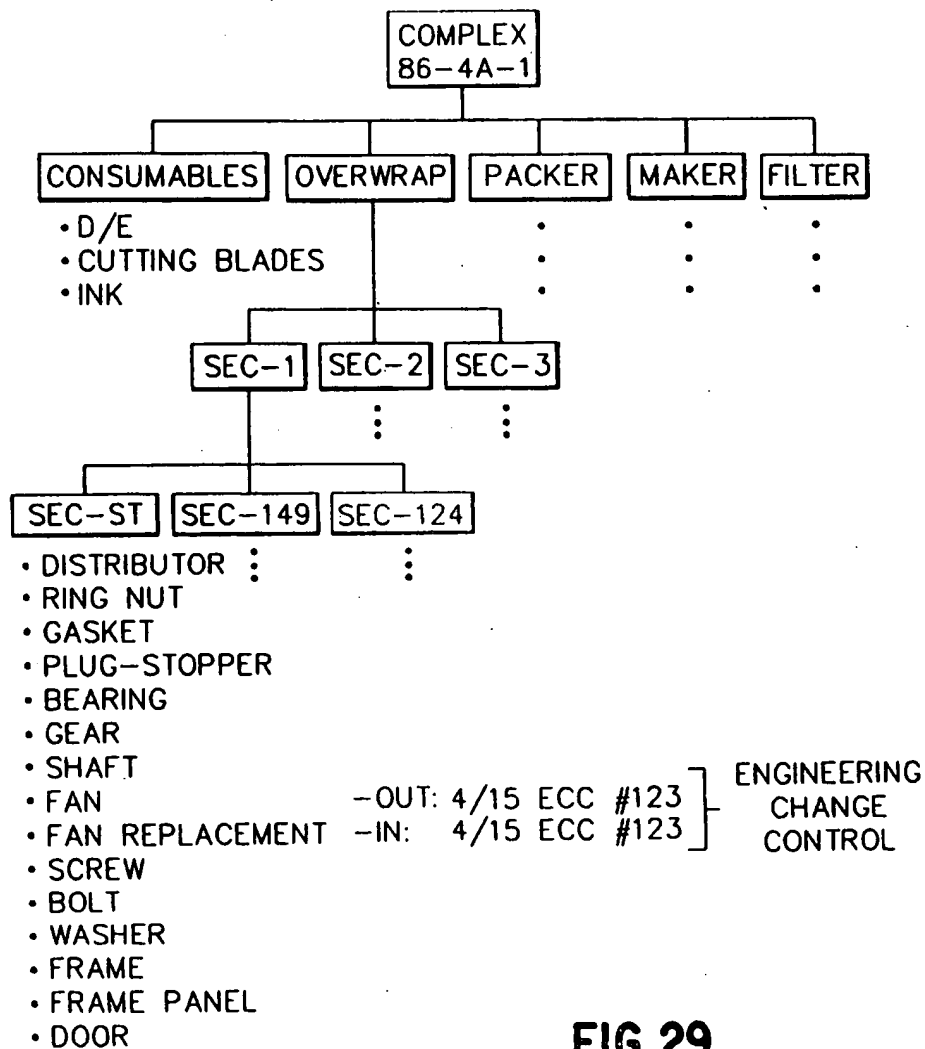 COMPLEX
86-4A-1
CONSUMABLES OVERWRAP PACKER MAKER FILTER
• D/E
• CUTTING BLADES
• INK
SEC-1 SEC-2 SEC-3
SEC-ST SEC-149 SEC-124
• DISTRIBUTOR
• RING NUT
• GASKET
• PLUG-STOPPER
• BEARING
• GEAR
• SHAFT
• FAN -OUT: 4/15 ECC #123
• FAN REPLACEMENT -IN: 4/15 ECC #123
ENGINEERING
CHANGE
CONTROL
• SCREW
• BOLT
• WASHER
• FRAME
• FRAME PANEL
• DOOR
FIG. 29